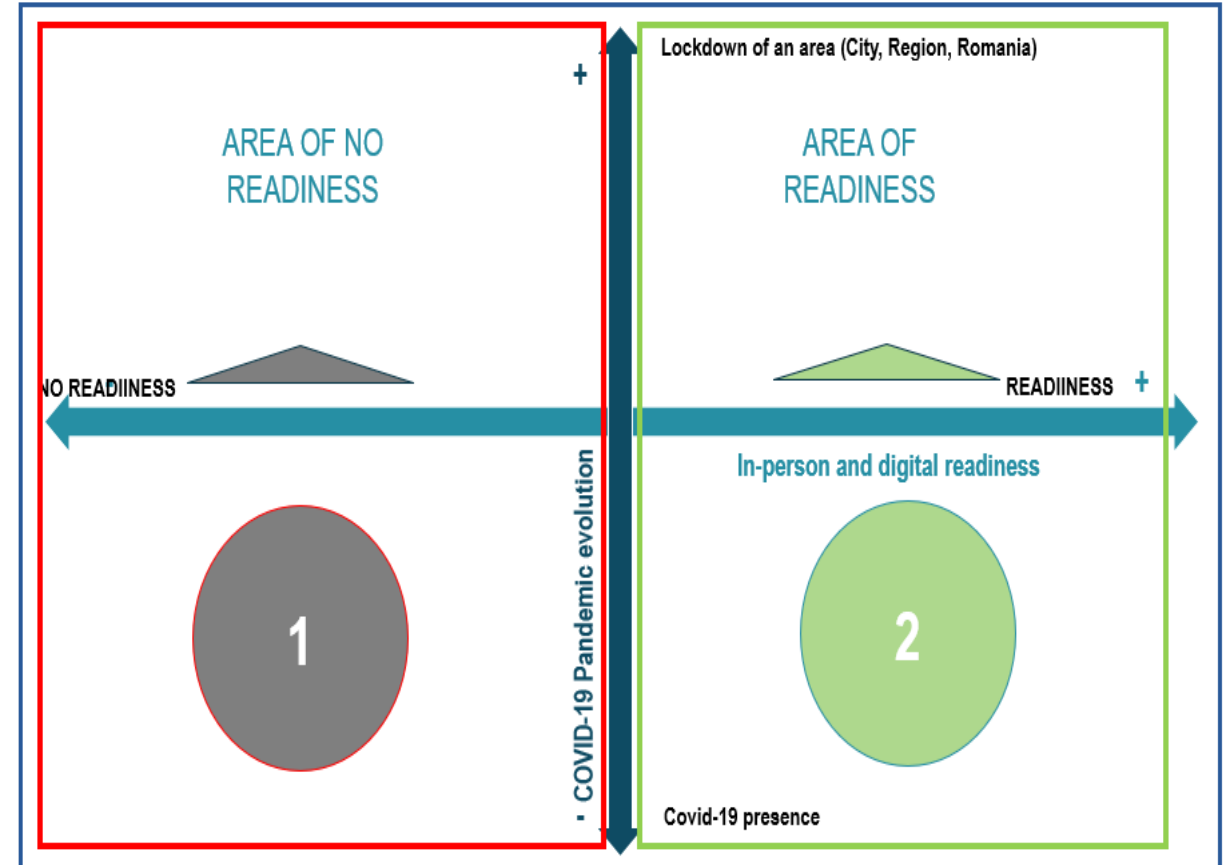 +
Lockdown of an area (City, Region, Romania)
AREA OF NO
READINESS
AREA OF
READINESS
NO READIINESS
READIINESS +
In-person and digital readiness
- COVID-19 Pandemic evolution
1
2
Covid-19 presence